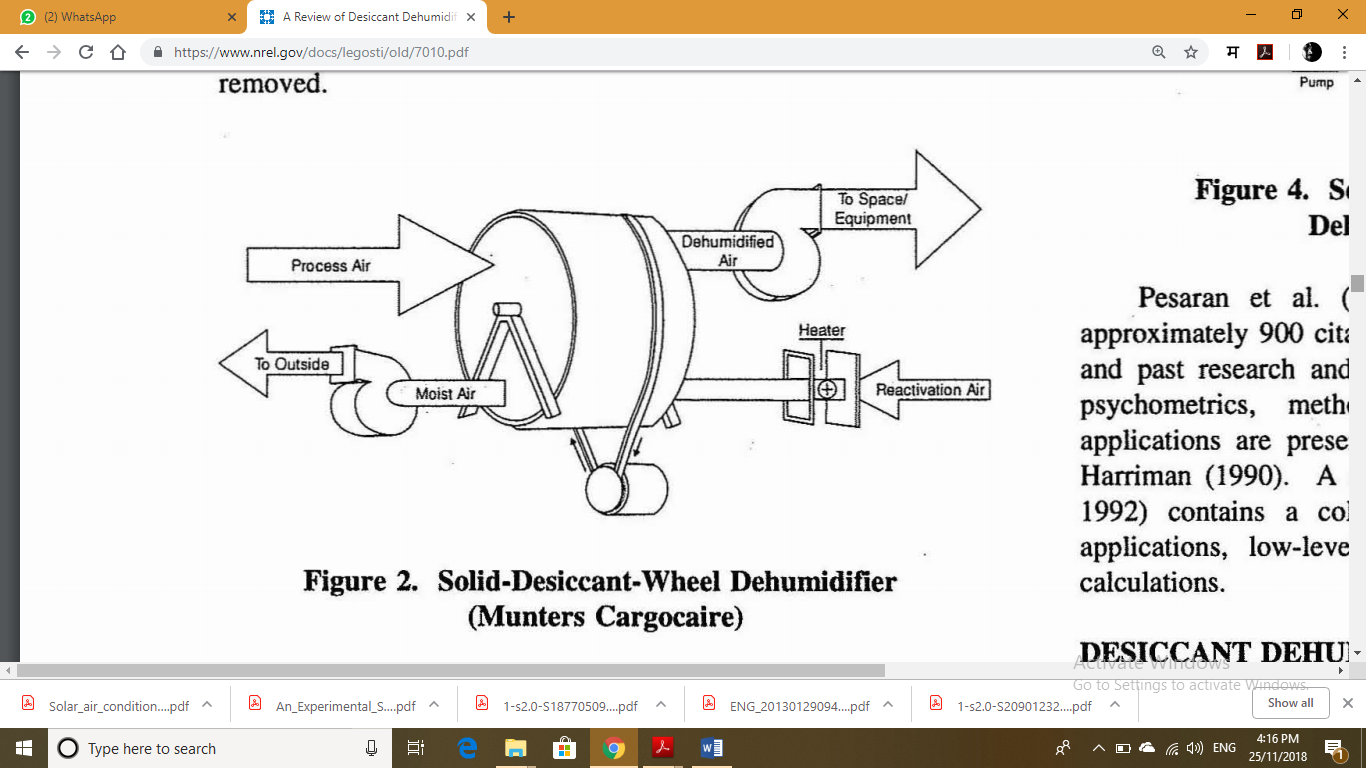 (2) WhatsApp
A Review of Desiccant Dehumidif
https://www.nrel.gov/docs/legosti/old/7010.pdf
म
removed.
Pump
To Space/
Equipment
Dehumidified
Air
Process Air
Heater
To Outside
Moist Air
Reactivation Air
Figure 2. Solid-Desiccant-Wheel Dehumidifier
(Munters Cargocaire)
Figure 4. S
Del
Pesaran et al. (
approximately 900 cita
and past research and
psychometrics, meth
applications are prese
Harriman (1990). A
1992) contains a co
applications, low-leve
calculations.
DESICCANT DEHU
Activate Windows
Go to Settings to activate Windows.
Solar_air_condition....pdf
An_Experimental_S....pdf
1-s2.0-S18770509....pdf
ENG_20130129094....pdf
1-s2.0-S20901232....pdf
Show all
Type here to search
ENG
4:16 PM
25/11/2018
1